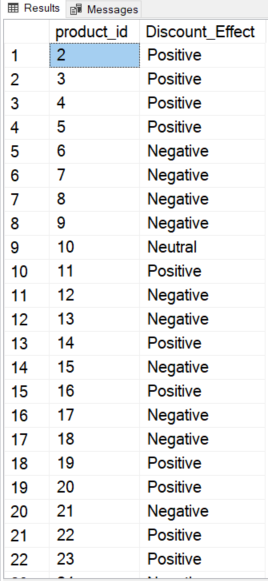 Results Messages
product_id Discount_Effect
1 2 Positive
2 3 Positive
3 4 Positive
4 5 Positive
5 6 Negative
6 7 Negative
7 8 Negative
8 9 Negative
9 10 Neutral
10 11 Positive
11 12 Negative
12 13 Negative
13 14 Positive
14 15 Negative
15 16 Positive
16 17 Negative
17 18 Negative
18 19 Positive
19 20 Positive
20 21 Negative
21 22 Positive
22 23 Positive